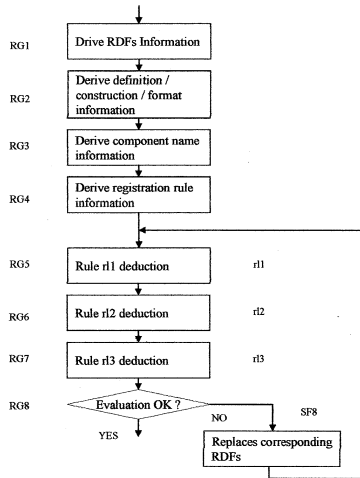 RG1
Drive RDFs Information
RG2
Derive definition /
construction / format
information
RG3
Derive component name
information
RG4
Derive registration rule
information
RG5
Rule rl1 deduction
rl1
RG6
Rule rl2 deduction
rl2
RG7
Rule rl3 deduction
rl3
RG8
Evaluation OK ?
NO
SF8
YES
Replaces corresponding
RDFs